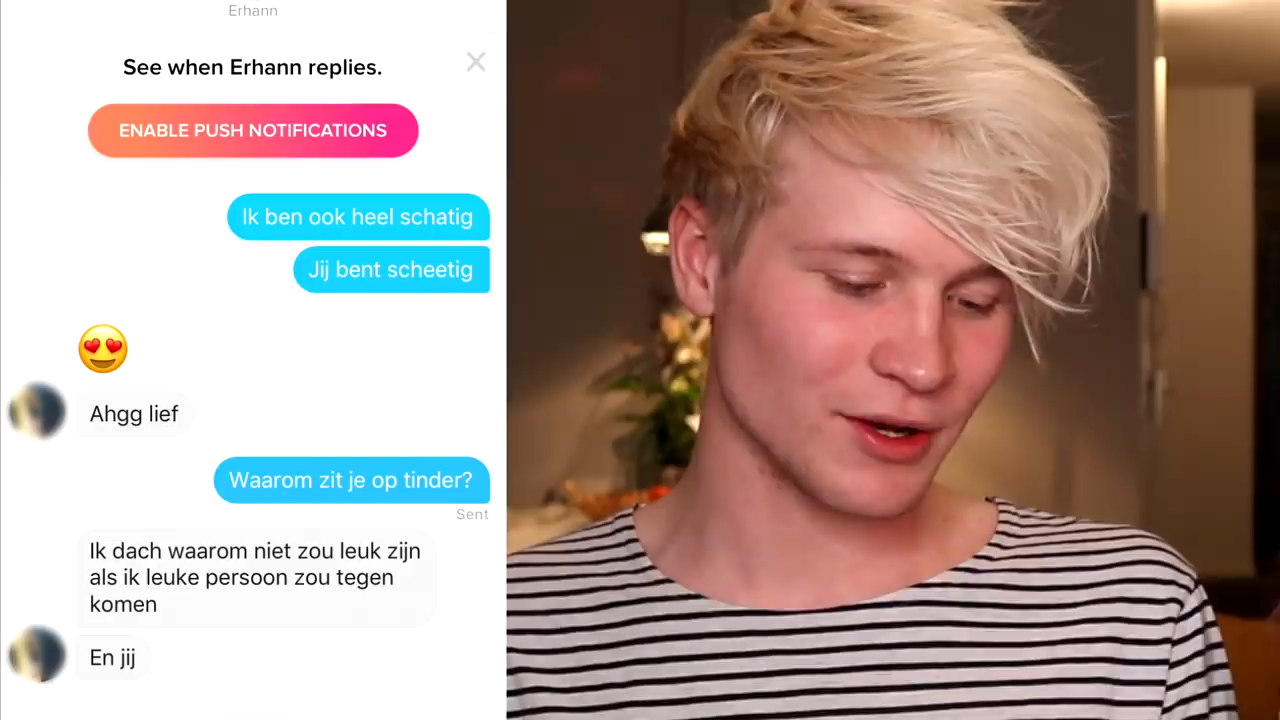 Erhann
See when Erhann replies.
ENABLE PUSH NOTIFICATIONS
Ik ben ook heel schatig
Jij bent scheetig
😍
Ahgg lief
Waarom zit je op tinder?
Sent
Ik dach waarom niet zou leuk zijn
als ik leuke persoon zou tegen
komen
En jij